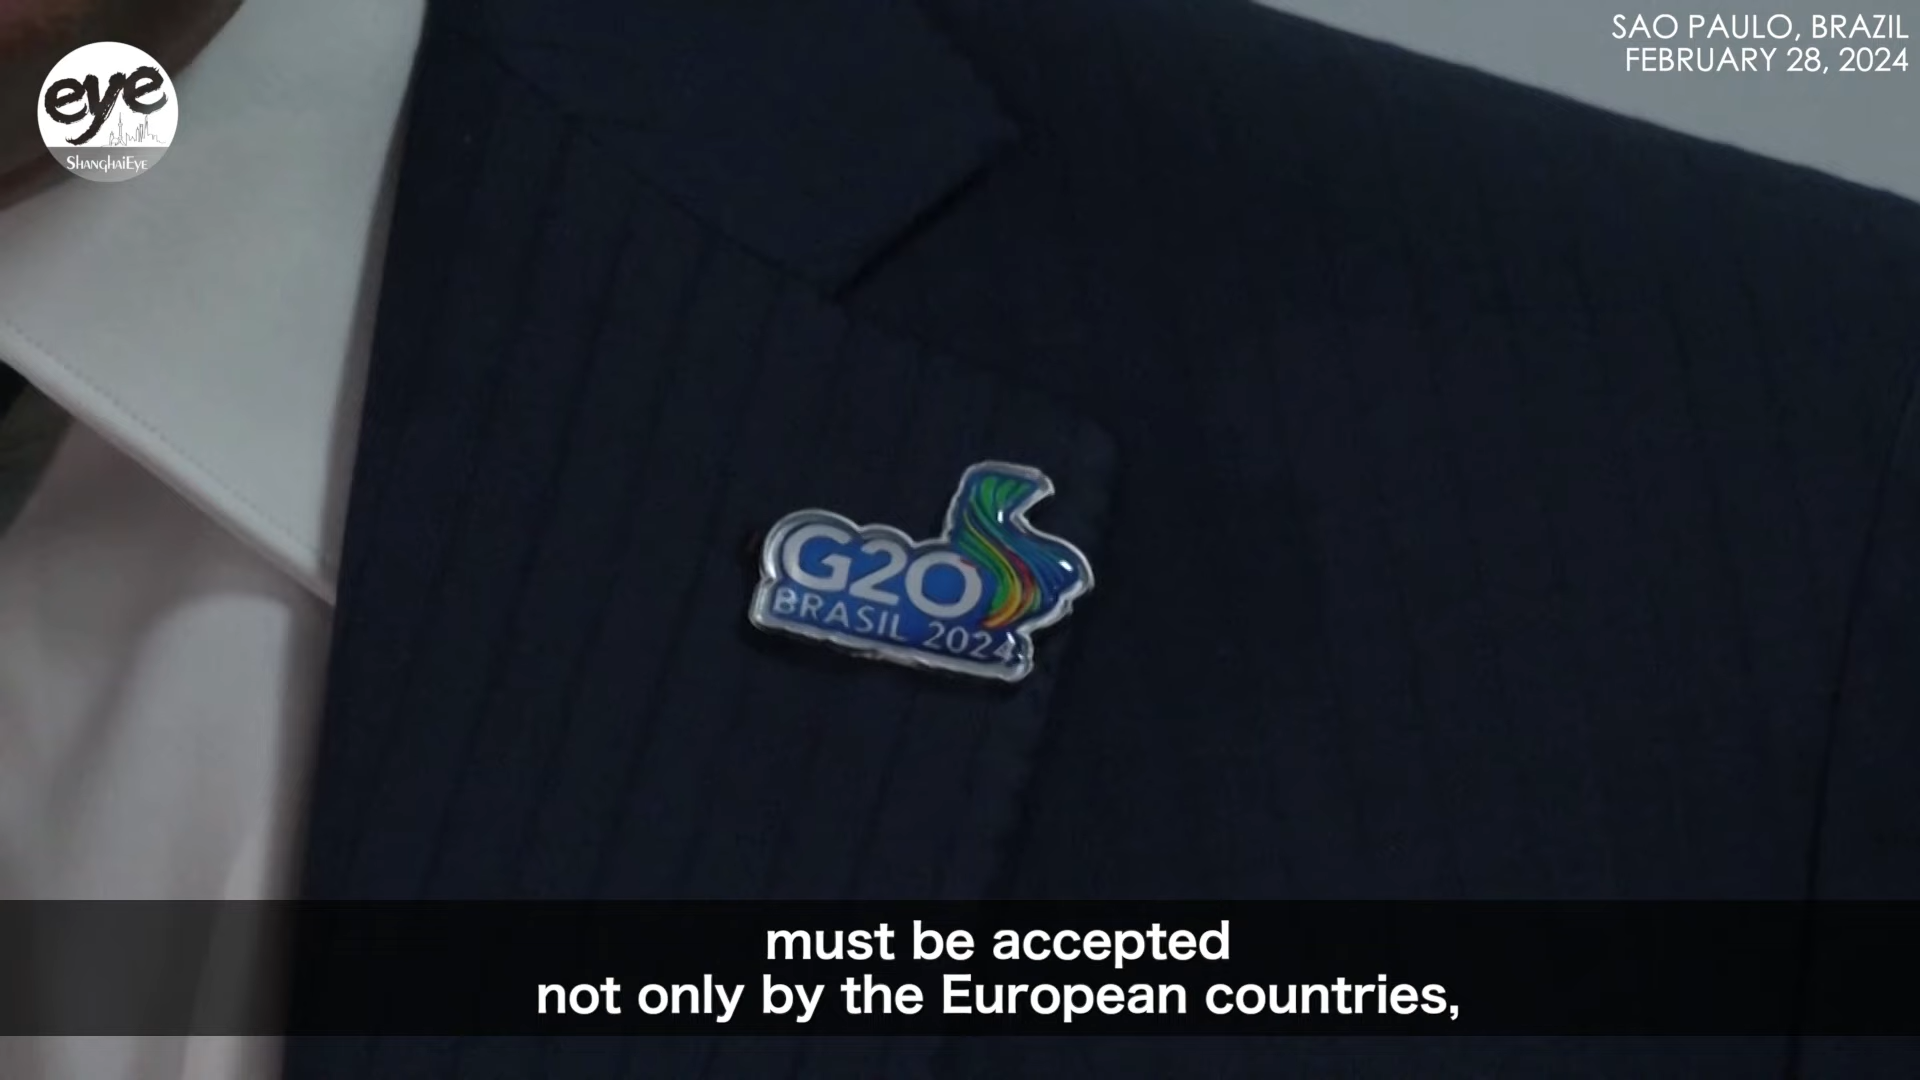 SAO PAULO, BRAZIL
FEBRUARY 28, 2024
eye
SHANGHAIEYE
G20
BRASIL 2024
must be accepted
not only by the European countries,